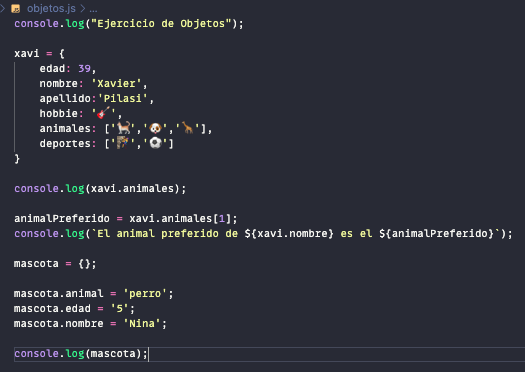 objetos.js > ...
console.log("Ejercicio de Objetos");
xavi = {
edad: 39,
nombre: 'Xavier',
apellido:'Pilasi',
hobbie: '🎸',
animales: ['🐈','🐶','🦒'],
deportes: ['🧗','⚽']
}
console.log(xavi.animales);
animalPreferido = xavi.animales[1];
console.log(`El animal preferido de ${xavi.nombre} es el ${animalPreferido}`);
mascota = {};
mascota.animal = 'perro';
mascota.edad = '5';
mascota.nombre = 'Nina';
console.log(mascota);